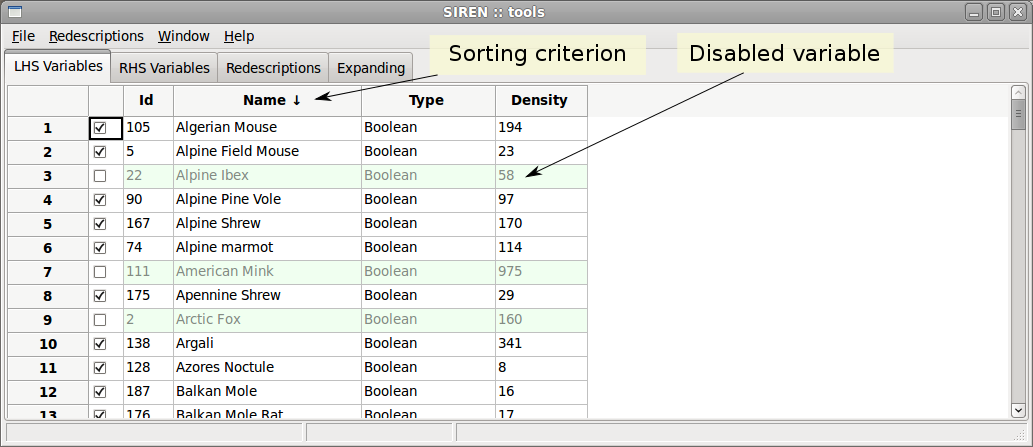 SIREN :: tools
File Redescriptions Window Help
Sorting criterion
Disabled variable
LHS Variables RHS Variables Redescriptions Expanding
Id Name ↓ Type Density
1 105 Algerian Mouse Boolean 194
2 5 Alpine Field Mouse Boolean 23
3 22 Alpine Ibex Boolean 58
4 90 Alpine Pine Vole Boolean 97
5 167 Alpine Shrew Boolean 170
6 74 Alpine marmot Boolean 114
7 111 American Mink Boolean 975
8 175 Apennine Shrew Boolean 29
9 2 Arctic Fox Boolean 160
10 138 Argali Boolean 341
11 128 Azores Noctule Boolean 8
12 187 Balkan Mole Boolean 16
13 176 Balkan Mole Rat Boolean 17